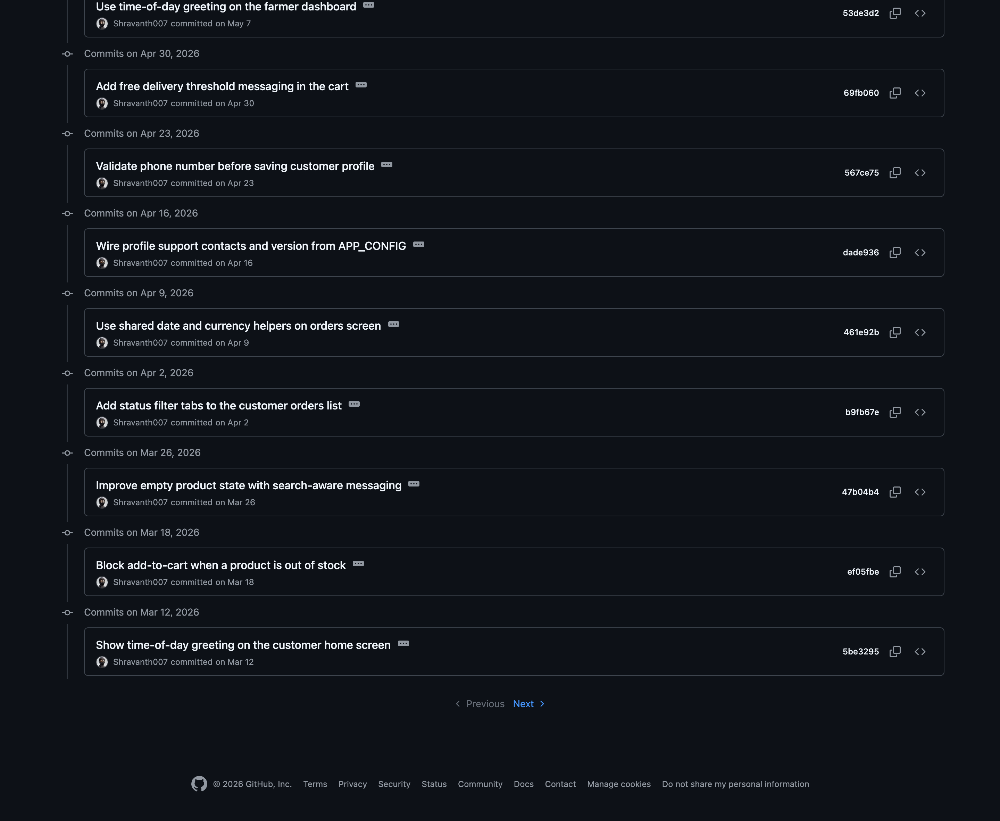 Use time-of-day greeting on the farmer dashboard
Shravanth007 committed on May 7
53de3d2
Commits on Apr 30, 2026
Add free delivery threshold messaging in the cart
Shravanth007 committed on Apr 30
69fb060
Commits on Apr 23, 2026
Validate phone number before saving customer profile
Shravanth007 committed on Apr 23
567ce75
Commits on Apr 16, 2026
Wire profile support contacts and version from APP_CONFIG
Shravanth007 committed on Apr 16
dade936
Commits on Apr 9, 2026
Use shared date and currency helpers on orders screen
Shravanth007 committed on Apr 9
461e92b
Commits on Apr 2, 2026
Add status filter tabs to the customer orders list
Shravanth007 committed on Apr 2
b9fb67e
Commits on Mar 26, 2026
Improve empty product state with search-aware messaging
Shravanth007 committed on Mar 26
47b04b4
Commits on Mar 18, 2026
Block add-to-cart when a product is out of stock
Shravanth007 committed on Mar 18
ef05fbe
Commits on Mar 12, 2026
Show time-of-day greeting on the customer home screen
Shravanth007 committed on Mar 12
5be3295
Previous Next
© 2026 GitHub, Inc. Terms Privacy Security Status Community Docs Contact Manage cookies Do not share my personal information